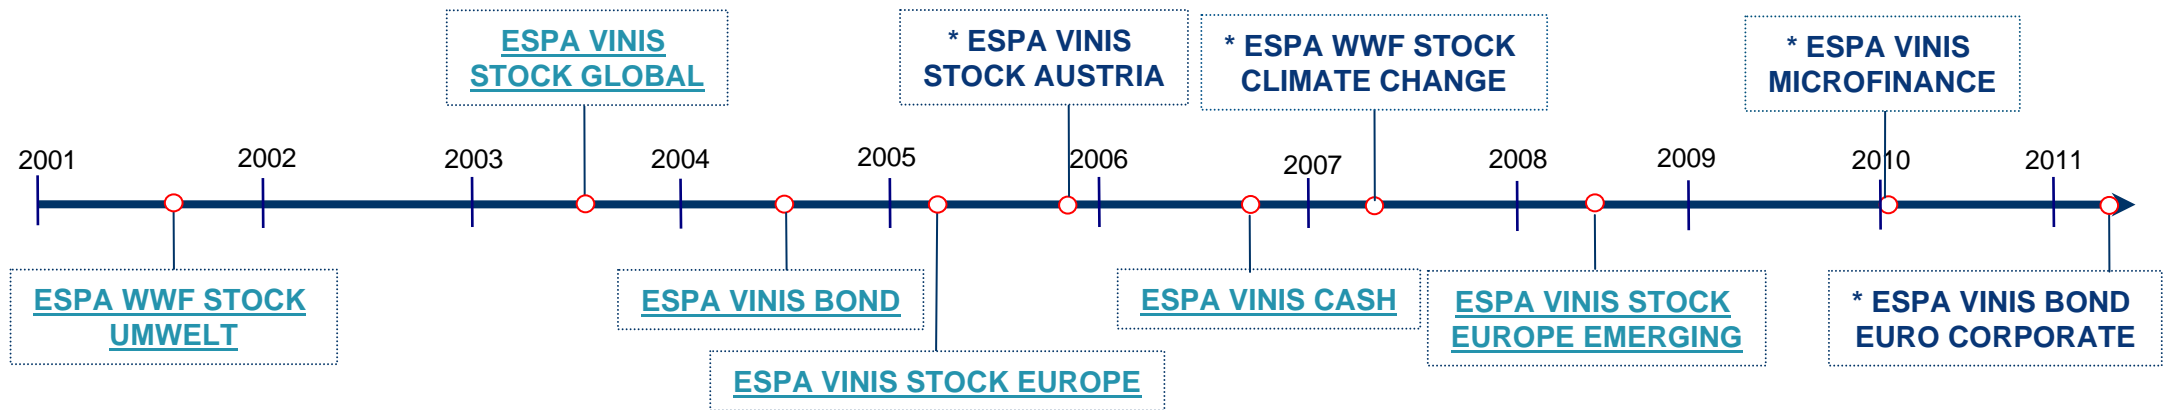 ESPA VINIS
STOCK GLOBAL
* ESPA VINIS
STOCK AUSTRIA
* ESPA WWF STOCK
CLIMATE CHANGE
* ESPA VINIS
MICROFINANCE
2001
2002
2003
2004
2005
2006
2007
2008
2009
2010
2011
ESPA WWF STOCK
UMWELT
ESPA VINIS BOND
ESPA VINIS STOCK EUROPE
ESPA VINIS CASH
ESPA VINIS STOCK
EUROPE EMERGING
* ESPA VINIS BOND
EURO CORPORATE